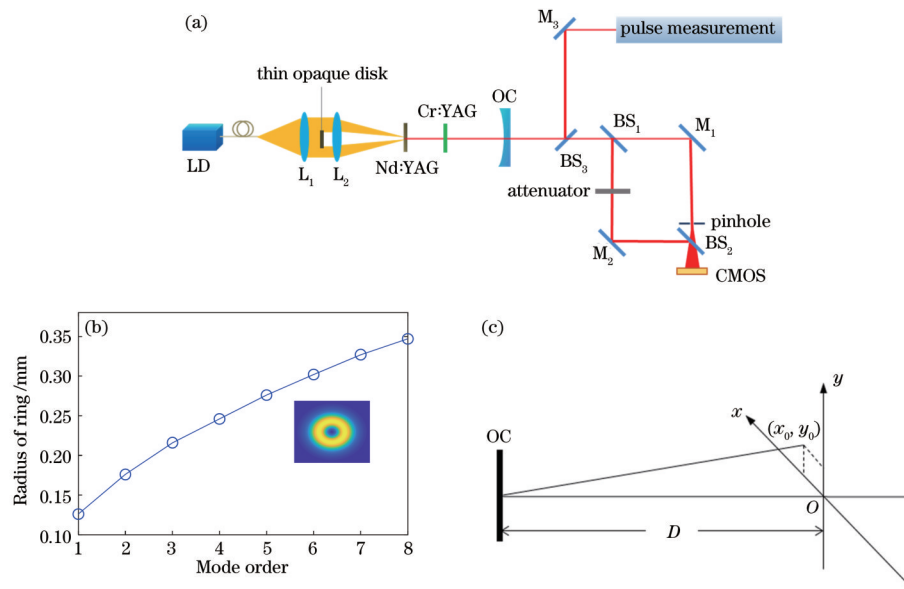 (a)
M₃
pulse measurement
thin opaque disk
Cr:YAG
OC
BS₁
M₁
LD
L₁
L₂
Nd:YAG
BS₃
attenuator
pinhole
M₂
BS₂
CMOS
(b)
Radius of ring /mm
0.35
0.30
0.25
0.20
0.15
0.10
1 2 3 4 5 6 7 8
Mode order
(c)
y
x
(x₀, y₀)
OC
O
D